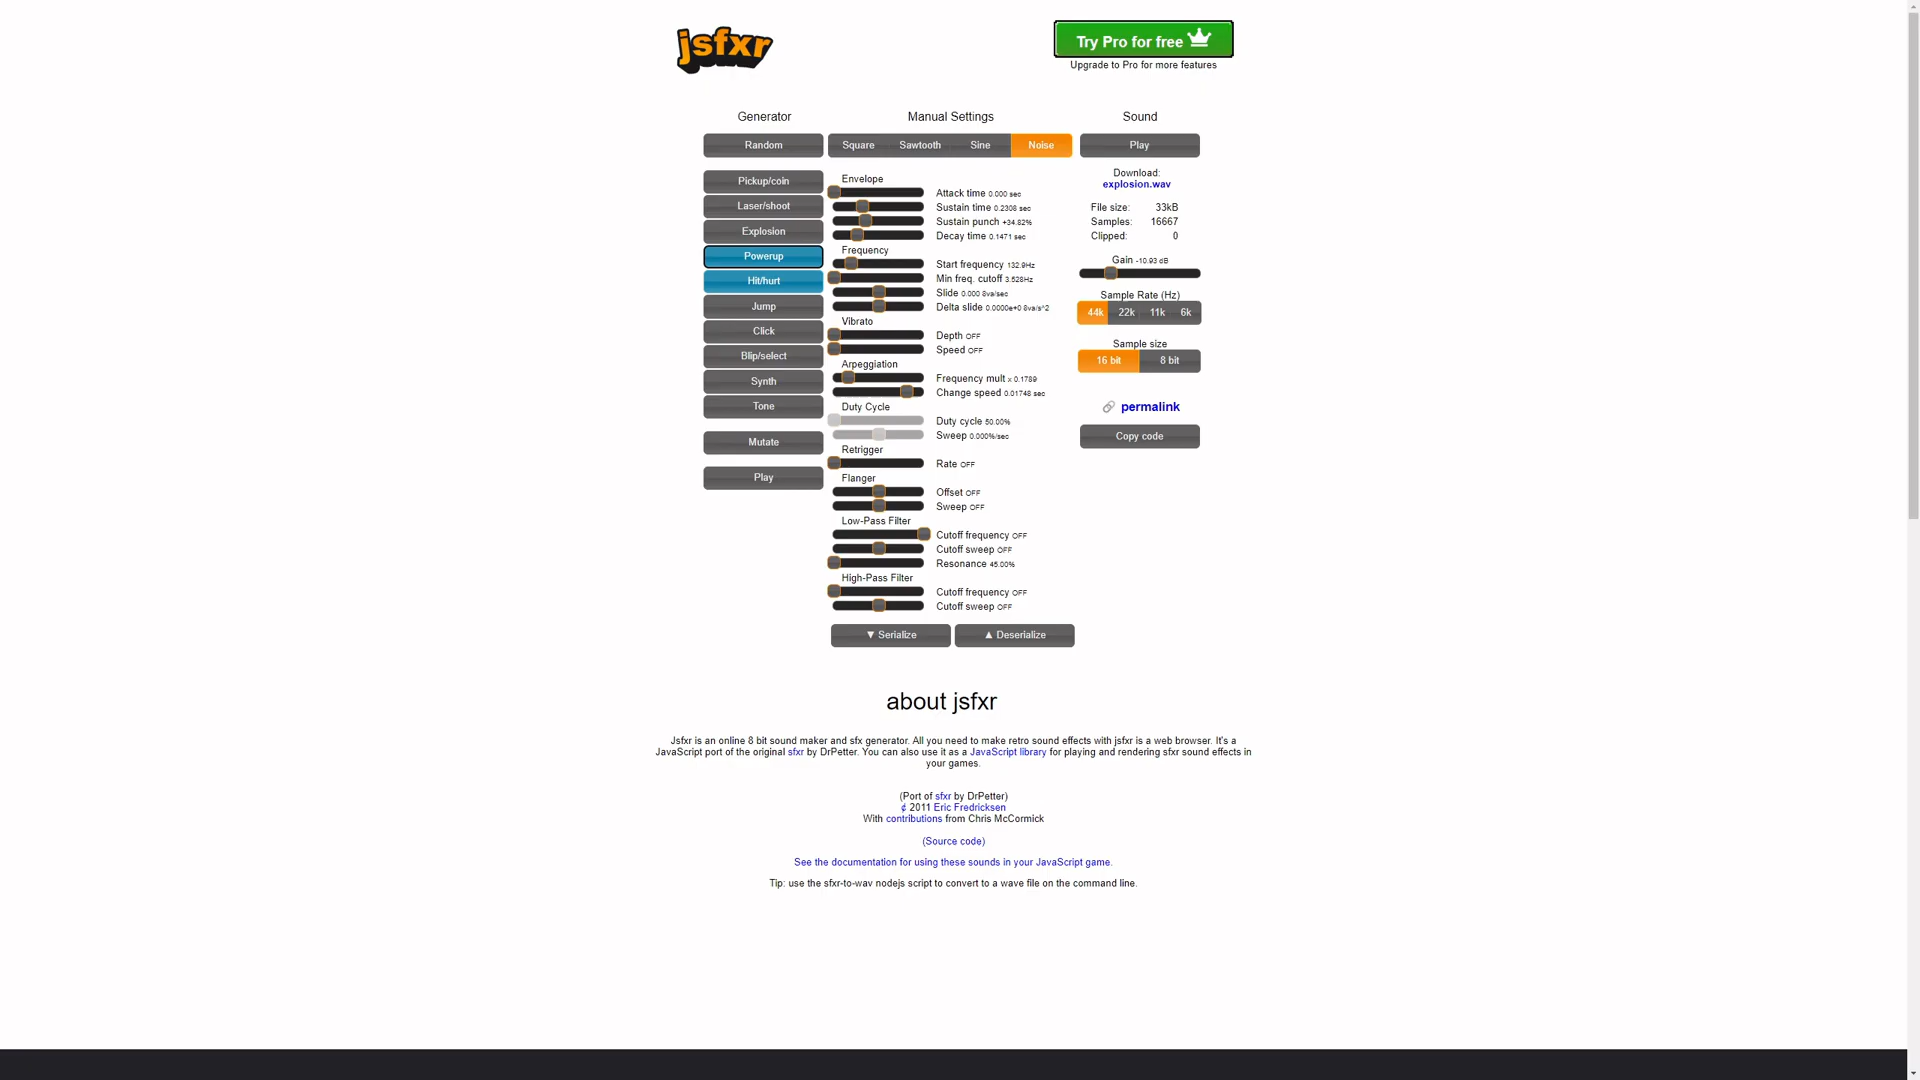 jsfxr
Try Pro for free
Upgrade to Pro for more features
Generator
Random
Pickup/coin
Laser/shoot
Explosion
Powerup
Hit/hurt
Jump
Click
Blip/select
Synth
Tone
Mutate
Play
Manual Settings
Square Sawtooth Sine Noise
Envelope
Attack time 0.000 sec
Sustain time 0.2308 sec
Sustain punch +34.82%
Decay time 0.1471 sec
Frequency
Start frequency 132.9Hz
Min freq. cutoff 3.528Hz
Slide 0.000 8va/sec
Delta slide 0.0000e+0 8va/s^2
Vibrato
Depth OFF
Speed OFF
Arpeggiation
Frequency mult x 0.1789
Change speed 0.01748 sec
Duty Cycle
Duty cycle 50.00%
Sweep 0.000%/sec
Retrigger
Rate OFF
Flanger
Offset OFF
Sweep OFF
Low-Pass Filter
Cutoff frequency OFF
Cutoff sweep OFF
Resonance 45.00%
High-Pass Filter
Cutoff frequency OFF
Cutoff sweep OFF
▼ Serialize ▲ Deserialize
Sound
Play
Download:
explosion.wav
File size: 33kB
Samples: 16667
Clipped: 0
Gain -10.93 dB
Sample Rate (Hz)
44k 22k 11k 6k
Sample size
16 bit 8 bit
permalink
Copy code
about jsfxr
Jsfxr is an online 8 bit sound maker and sfx generator. All you need to make retro sound effects with jsfxr is a web browser. It's a
JavaScript port of the original sfxr by DrPetter. You can also use it as a JavaScript library for playing and rendering sfxr sound effects in
your games.
(Port of sfxr by DrPetter)
¢ 2011 Eric Fredricksen
With contributions from Chris McCormick
(Source code)
See the documentation for using these sounds in your JavaScript game.
Tip: use the sfxr-to-wav nodejs script to convert to a wave file on the command line.